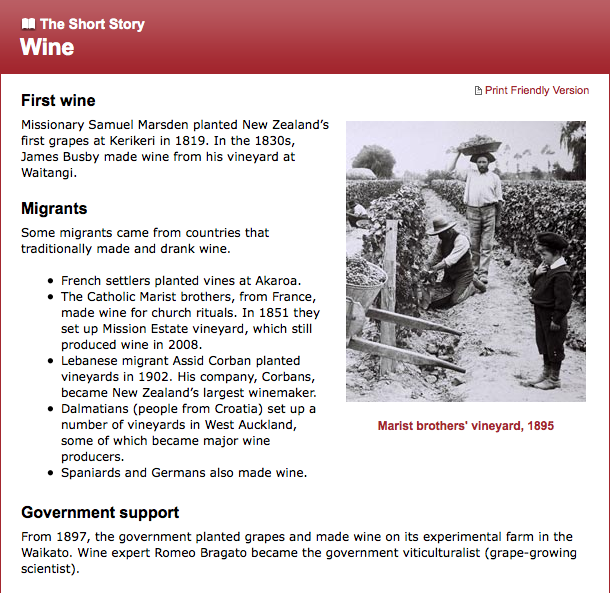 The Short Story
Wine
Print Friendly Version
First wine
Missionary Samuel Marsden planted New Zealand's
first grapes at Kerikeri in 1819. In the 1830s,
James Busby made wine from his vineyard at
Waitangi.
Migrants
Some migrants came from countries that
traditionally made and drank wine.
• French settlers planted vines at Akaroa.
• The Catholic Marist brothers, from France,
made wine for church rituals. In 1851 they
set up Mission Estate vineyard, which still
produced wine in 2008.
• Lebanese migrant Assid Corban planted
vineyards in 1902. His company, Corbans,
became New Zealand's largest winemaker.
• Dalmatians (people from Croatia) set up a
number of vineyards in West Auckland,
some of which became major wine
producers.
• Spaniards and Germans also made wine.
Marist brothers' vineyard, 1895
Government support
From 1897, the government planted grapes and made wine on its experimental farm in the
Waikato. Wine expert Romeo Bragato became the government viticulturalist (grape-growing
scientist).